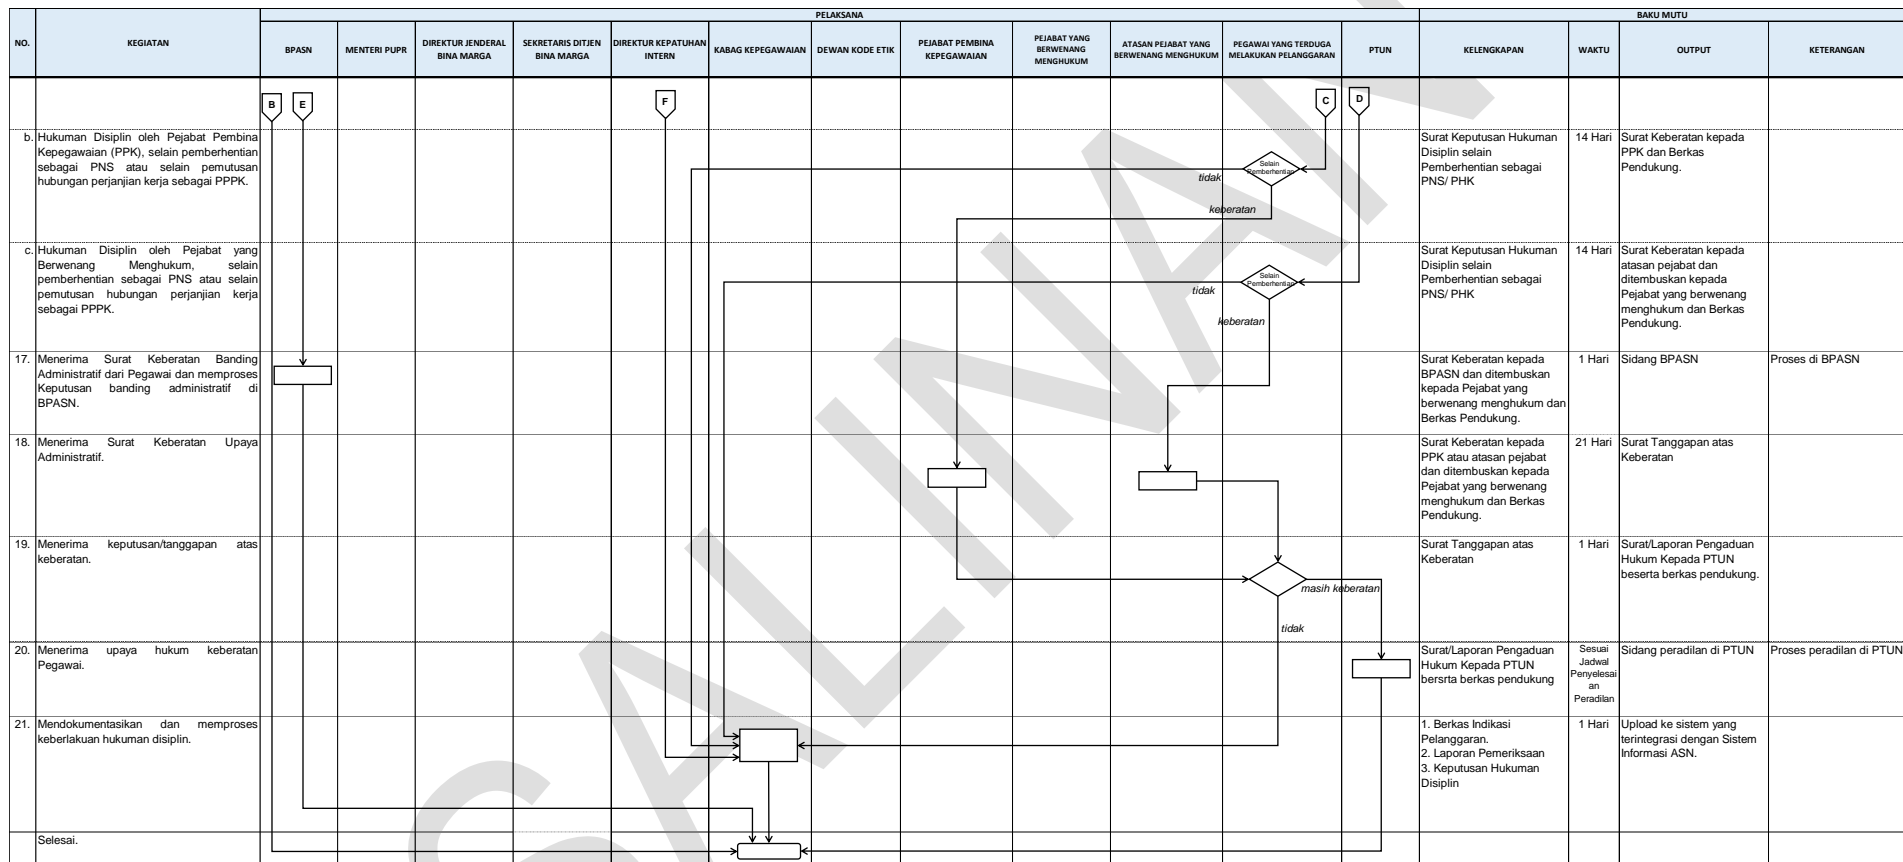 PELAKSANA
BAKU MUTU
NO.
KEGIATAN
BPASN
MENTERI PUPR
DIREKTUR JENDERAL
BINA MARGA
SEKRETARIS DITJEN
BINA MARGA
DIREKTUR KEPATUHAN
INTERN
KABAG KEPEGAWAIAN
DEWAN KODE ETIK
PEJABAT PEMBINA
KEPEGAWAIAN
PEJABAT YANG
BERWENANG
MENGHUKUM
ATASAN PEJABAT YANG
BERWENANG MENGHUKUM
PEGAWAI YANG TERDUGA
MELAKUKAN PELANGGARAN
PTUN
KELENGKAPAN
WAKTU
OUTPUT
KETERANGAN
B
E
F
C
D
b. Hukuman Disiplin oleh Pejabat Pembina
Kepegawaian (PPK), selain pemberhentian
sebagai PNS atau selain pemutusan
hubungan perjanjian kerja sebagai PPPK.
Selain
Pemberhentian
tidak
keberatan
Surat Keputusan Hukuman
Disiplin selain
Pemberhentian sebagai
PNS/ PHK
14 Hari
Surat Keberatan kepada
PPK dan Berkas
Pendukung.
c. Hukuman Disiplin oleh Pejabat yang
Berwenang Menghukum, selain
pemberhentian sebagai PNS atau selain
pemutusan hubungan perjanjian kerja
sebagai PPPK.
Selain
Pemberhentian
tidak
keberatan
Surat Keputusan Hukuman
Disiplin selain
Pemberhentian sebagai
PNS/ PHK
14 Hari
Surat Keberatan kepada
atasan pejabat dan
ditembuskan kepada
Pejabat yang berwenang
menghukum dan Berkas
Pendukung.
17. Menerima Surat Keberatan Banding
Administratif dari Pegawai dan memproses
Keputusan banding administratif di
BPASN.
Surat Keberatan kepada
BPASN dan ditembuskan
kepada Pejabat yang
berwenang menghukum dan
Berkas Pendukung.
1 Hari
Sidang BPASN
Proses di BPASN
18. Menerima Surat Keberatan Upaya
Administratif.
Surat Keberatan kepada
PPK atau atasan pejabat
dan ditembuskan kepada
Pejabat yang berwenang
menghukum dan Berkas
Pendukung.
21 Hari
Surat Tanggapan atas
Keberatan
19. Menerima keputusan/tanggapan atas
keberatan.
masih keberatan
tidak
Surat Tanggapan atas
Keberatan
1 Hari
Surat/Laporan Pengaduan
Hukum Kepada PTUN
beserta berkas pendukung.
20. Menerima upaya hukum keberatan
Pegawai.
Surat/Laporan Pengaduan
Hukum Kepada PTUN
bersrta berkas pendukung
Sesuai
Jadwal
Penyelesai
an
Peradilan
Sidang peradilan di PTUN
Proses peradilan di PTUN
21. Mendokumentasikan dan memproses
keberlakuan hukuman disiplin.
1. Berkas Indikasi
Pelanggaran.
2. Laporan Pemeriksaan
3. Keputusan Hukuman
Disiplin
1 Hari
Upload ke sistem yang
terintegrasi dengan Sistem
Informasi ASN.
Selesai.
SALINAN